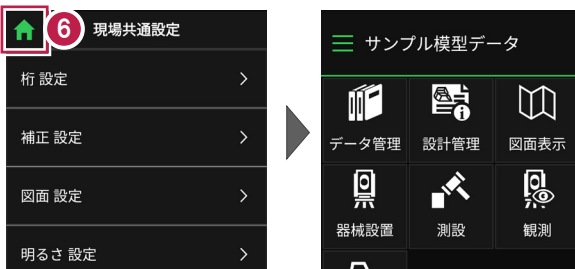 6
現場共通設定
桁 設定
補正 設定
図面 設定
明るさ 設定
サンプル模型データ
データ管理 設計管理 図面表示
器械設置 測設 観測